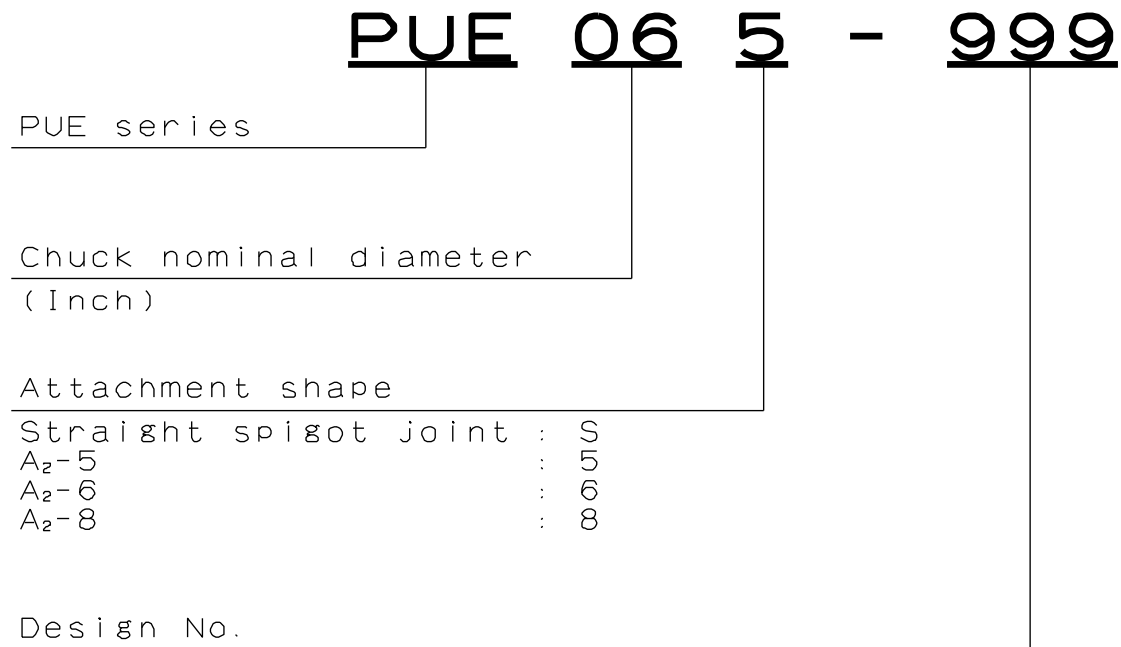 PUE 06 5 - 999
PUE series
Chuck nominal diameter
(Inch)
Attachment shape
Straight spigot joint : S
A₂-5 : 5
A₂-6 : 6
A₂-8 : 8
Design No.